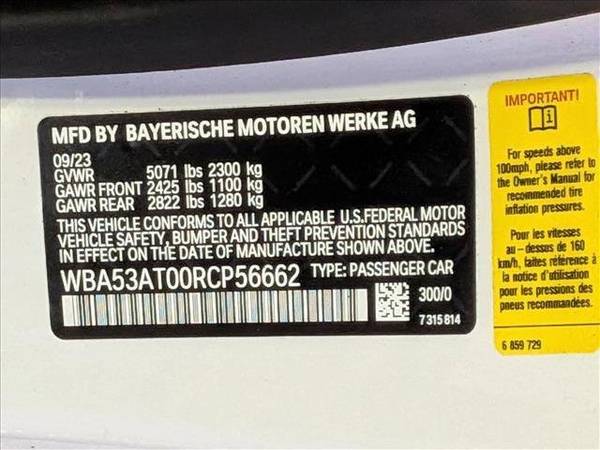 MFD BY BAYERISCHE MOTOREN WERKE AG
09/23
GVWR 5071 lbs 2300 kg
GAWR FRONT 2425 lbs 1100 kg
GAWR REAR 2822 lbs 1280 kg
THIS VEHICLE CONFORMS TO ALL APPLICABLE U.S.FEDERAL MOTOR
VEHICLE SAFETY, BUMPER, AND THEFT PREVENTION STANDARDS
IN EFFECT ON THE DATE OF MANUFACTURE SHOWN ABOVE.
WBA53AT00RCP56662 TYPE: PASSENGER CAR
300/0
7 315 814
IMPORTANT!
For speeds above
100mph, please refer to
the Owner's Manual for
recommended tire
inflation pressures.
Pour les vitesses
au - dessus de 160
km/h, faites référence à
la notice d'utilisation
pour les pressions des
pneus recommandées.
6 859 729